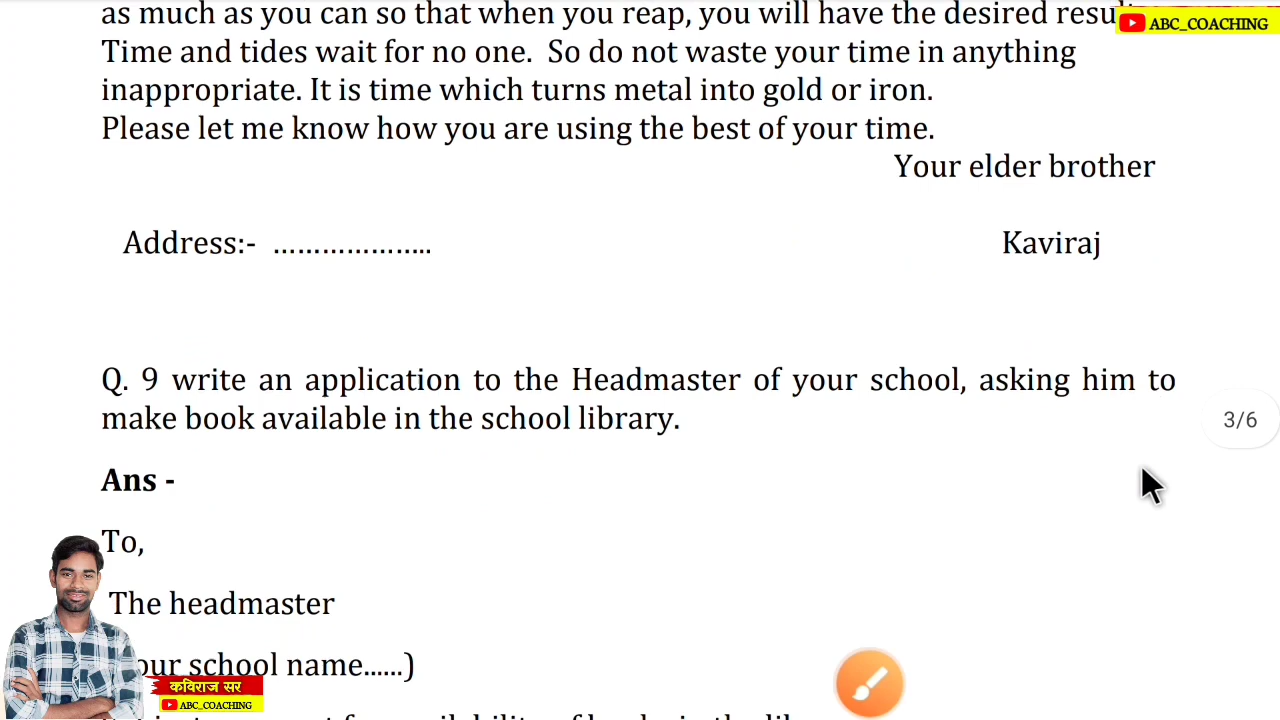 as much as you can so that when you reap, you will have the desired
ABC_COACHING
Time and tides wait for no one. So do not waste your time in anything
inappropriate. It is time which turns metal into gold or iron.
Please let me know how you are using the best of your time.
Your elder brother
Address:- ………………..
Kaviraj
Q. 9 write an application to the Headmaster of your school, asking him to
make book available in the school library.
3/6
Ans -
To,
The headmaster
our school name......)
कविराज सर
ABC_COACHING